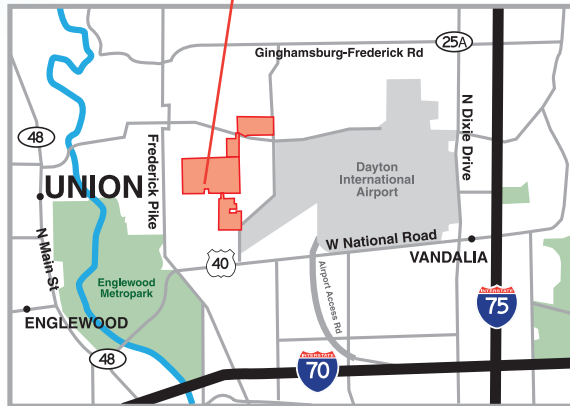 25A
Ginghamsburg-Frederick Rd
48
Frederick Pike
N Dixie Drive
Dayton
International
Airport
UNION
N Main St
W National Road
VANDALIA
40
Airport Access Rd
Englewood
Metropark
INTERSTATE
75
ENGLEWOOD
48
INTERSTATE
70